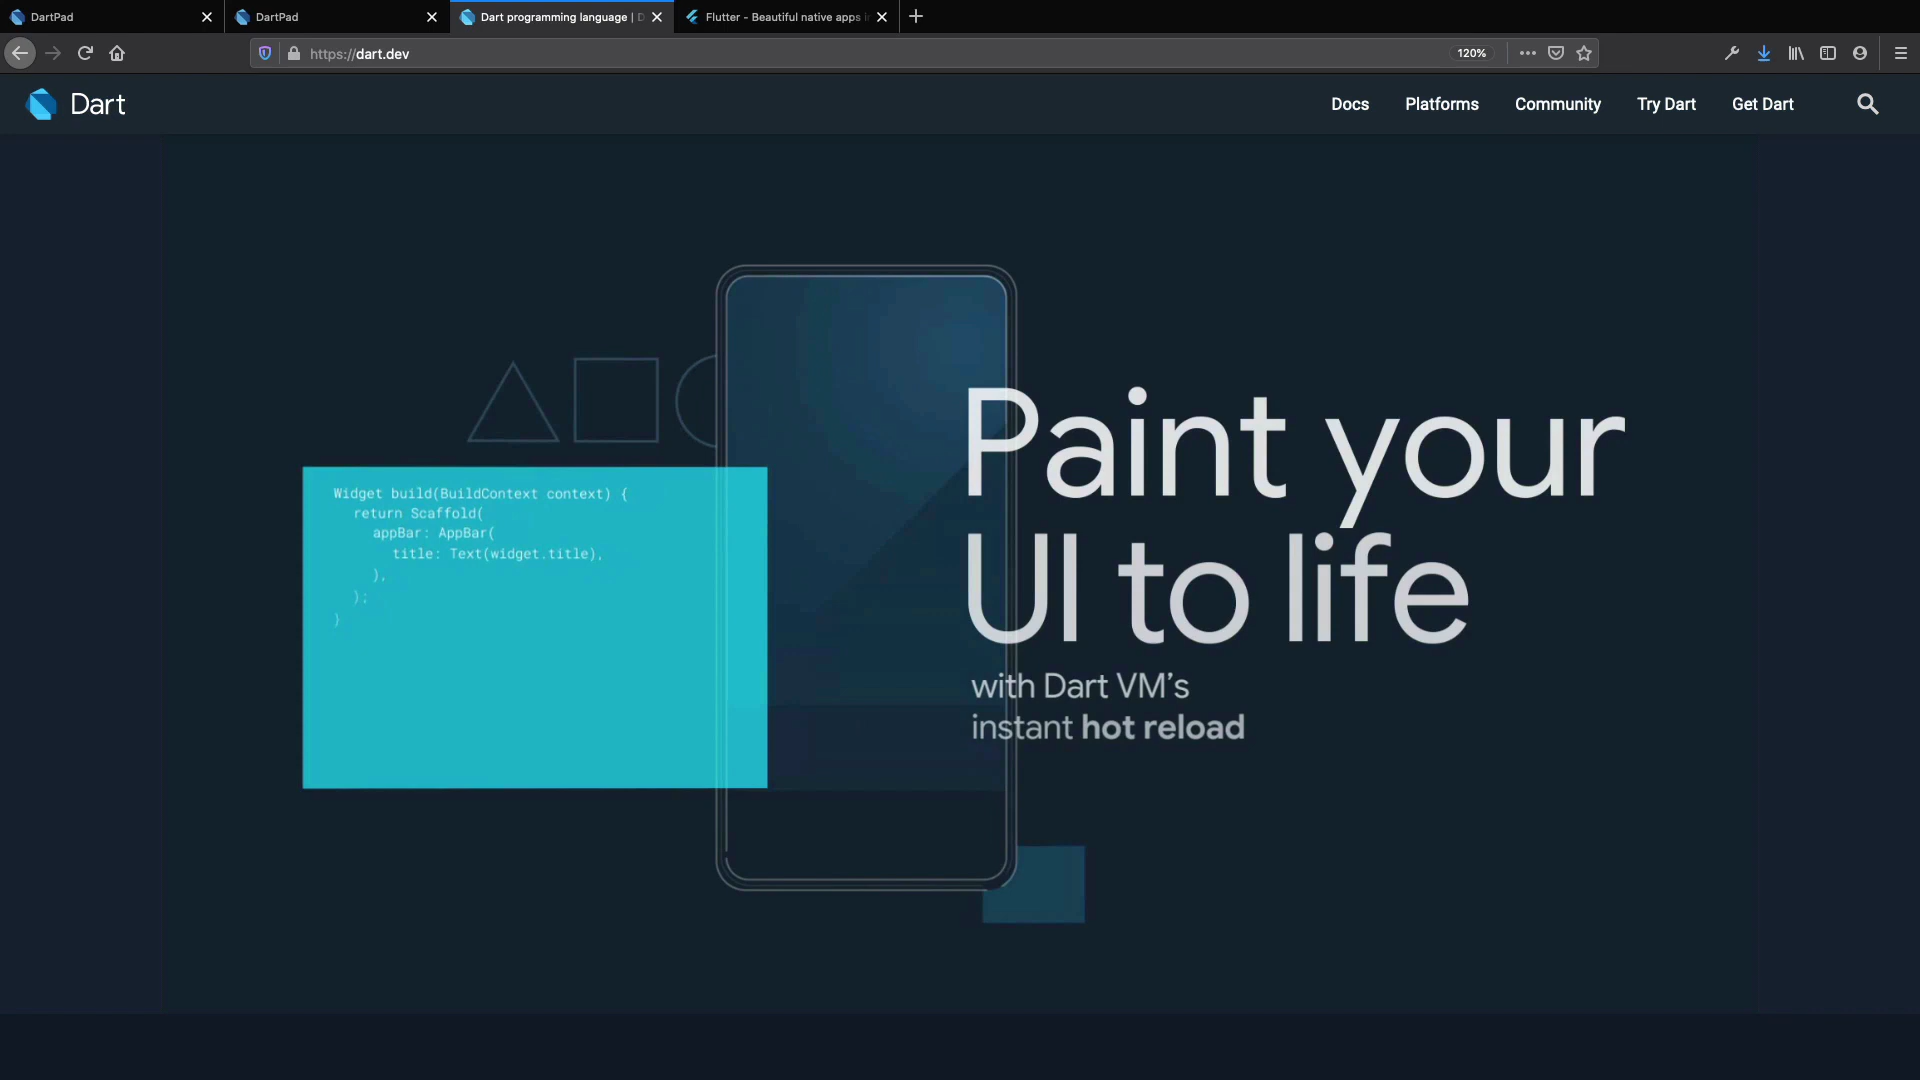 DartPad
DartPad
Dart programming language | D
Flutter - Beautiful native apps i
https://dart.dev
120%
Dart
Docs
Platforms
Community
Try Dart
Get Dart
Widget build(BuildContext context) {
return Scaffold(
appBar: AppBar(
title: Text(widget.title),
),
);
}
Paint your
UI to life
with Dart VM’s
instant hot reload